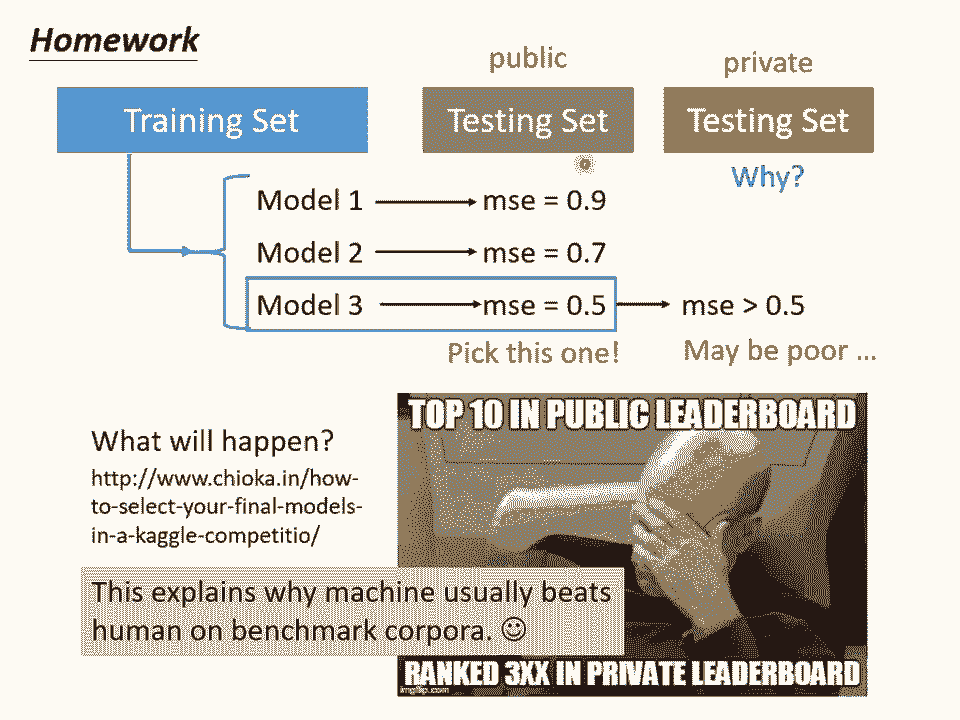 Homework
public
private
Training Set
Testing Set
Testing Set
Why?
Model 1
mse = 0.9
Model 2
mse = 0.7
Model 3
mse = 0.5
mse > 0.5
Pick this one!
May be poor ...
TOP 10 IN PUBLIC LEADERBOARD
What will happen?
http://www.chioka.in/how-
to-select-your-final-models-
in-a-kaggle-competitio/
This explains why machine usually beats
human on benchmark corpora. ☺
RANKED 3XX IN PRIVATE LEADERBOARD
imgflip.com